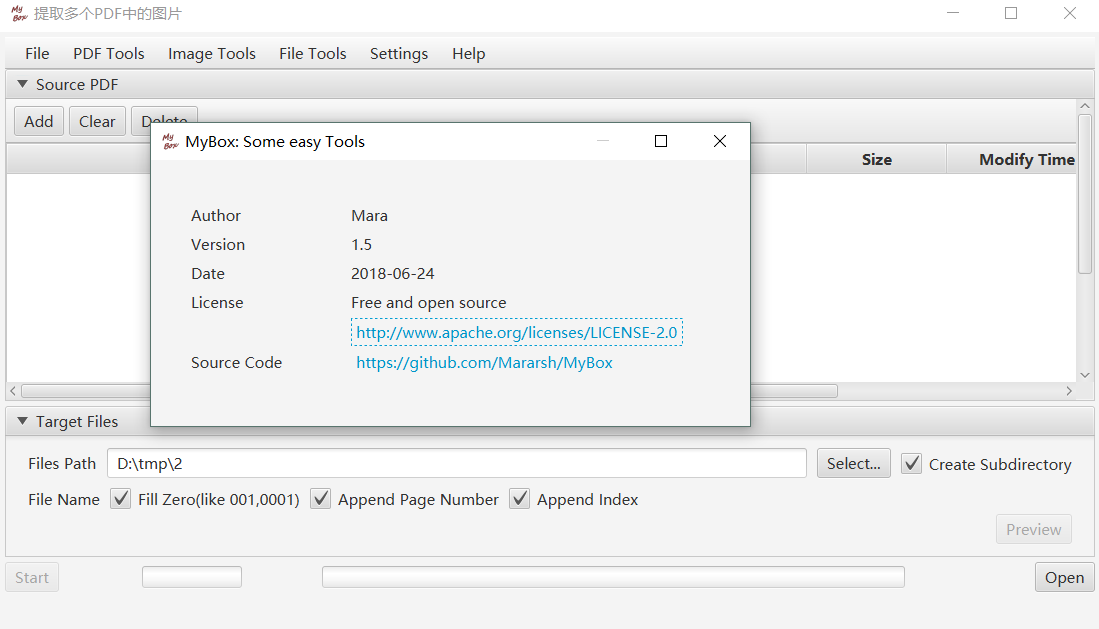 My Box 提取多个PDF中的图片
File PDF Tools Image Tools File Tools Settings Help
Source PDF
Add Clear Delete
My Box MyBox: Some easy Tools
Size Modify Time
Author Mara
Version 1.5
Date 2018-06-24
License Free and open source
http://www.apache.org/licenses/LICENSE-2.0
Source Code https://github.com/Mararsh/MyBox
Target Files
Files Path D:\tmp\2 Select... Create Subdirectory
File Name Fill Zero(like 001,0001) Append Page Number Append Index
Preview
Start Open